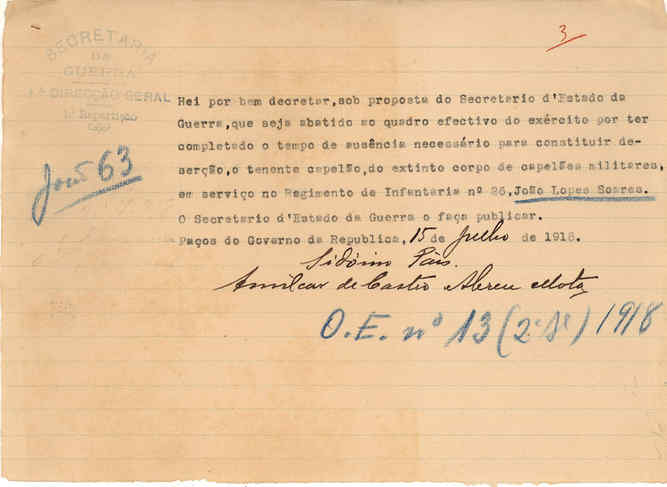 3
SECRETARIA
DA
GUERRA
1ª DIRECÇÃO GERAL
1ª Repartição
63
Hei por bem decretar,sob proposta do Secretario d'Estado da
Guerra,que seja abatido ao quadro efectivo do exército por ter
completado o tempo de ausência necessário para constituir de-
serção,o tenente capelão,do extinto corpo de capelães militares,
em serviço no Regimento de Infantaria nº 26,João Lopes Soares.
O Secretario d'Estado da Guerra o faça publicar.
Paços do Governo da Republica, 15 de Julho de 1918.
Sidónio Pais.
Amilcar de Castro Abreu e Mota
O.E. nº 13 (2ª Sé) 1918